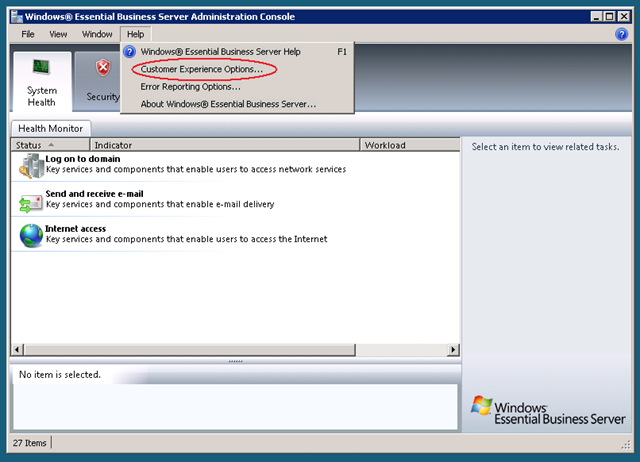 Windows® Essential Business Server Administration Console
File View Window Help
Windows® Essential Business Server Help F1
Customer Experience Options...
Error Reporting Options...
About Windows® Essential Business Server...
System
Health
Security
Health Monitor
Status Indicator Workload
Select an item to view related tasks.
Log on to domain
Key services and components that enable users to access network services
Send and receive e-mail
Key services and components that enable e-mail delivery
Internet access
Key services and components that enable users to access the Internet
No item is selected.
Windows®
Essential Business Server
27 Items